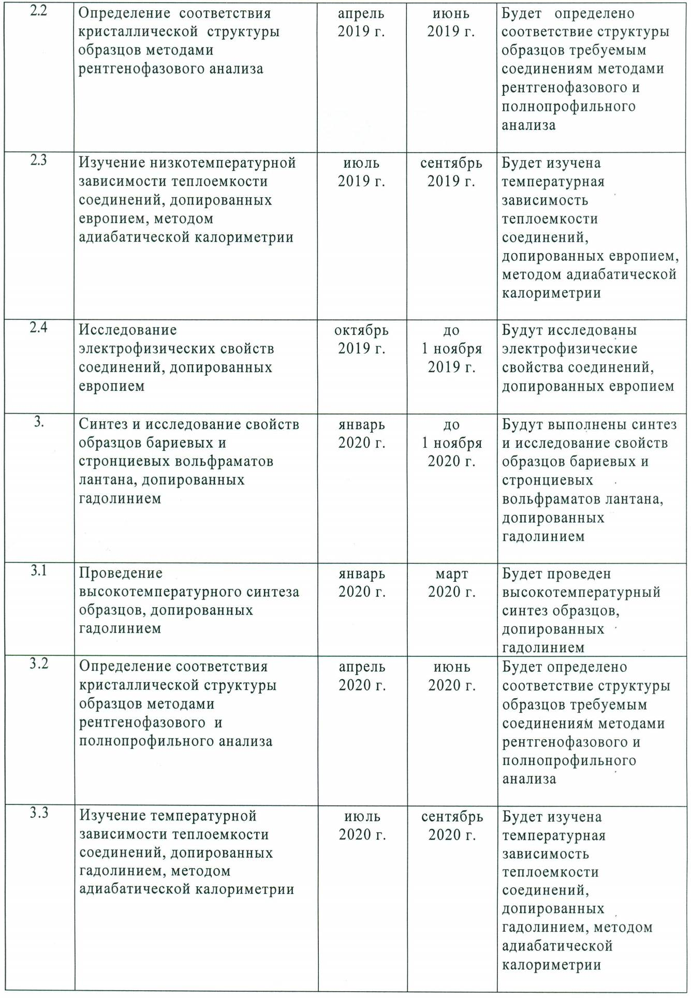 2.2
Определение соответствия
кристаллической структуры
образцов методами
рентгенофазового анализа
апрель
2019 г.
июнь
2019 г.
Будет определено
соответствие структуры
образцов требуемым
соединениям методами
рентгенофазового и
полнопрофильного
анализа
2.3
Изучение низкотемпературной
зависимости теплоемкости
соединений, допированных
европием, методом
адиабатической калориметрии
июль
2019 г.
сентябрь
2019 г.
Будет изучена
температурная
зависимость
теплоемкости
соединений,
допированных европием,
методом адиабатической
калориметрии
2.4
Исследование
электрофизических свойств
соединений, допированных
европием
октябрь
2019 г.
до
1 ноября
2019 г.
Будут исследованы
электрофизические
свойства соединений,
допированных европием
3.
Синтез и исследование свойств
образцов бариевых и
стронциевых вольфраматов
лантана, допированных
гадолинием
январь
2020 г.
до
1 ноября
2020 г.
Будут выполнены синтез
и исследование свойств
образцов бариевых и
стронциевых
вольфраматов лантана,
допированных
гадолинием
3.1
Проведение
высокотемпературного синтеза
образцов, допированных
гадолинием
январь
2020 г.
март
2020 г.
Будет проведен
высокотемпературный
синтез образцов,
допированных
гадолинием
3.2
Определение соответствия
кристаллической структуры
образцов методами
рентгенофазового и
полнопрофильного анализа
апрель
2020 г.
июнь
2020 г.
Будет определено
соответствие структуры
образцов требуемым
соединениям методами
рентгенофазового и
полнопрофильного
анализа
3.3
Изучение температурной
зависимости теплоемкости
соединений, допированных
гадолинием, методом
адиабатической калориметрии
июль
2020 г.
сентябрь
2020 г.
Будет изучена
температурная
зависимость
теплоемкости
соединений,
допированных
гадолинием, методом
адиабатической
калориметрии